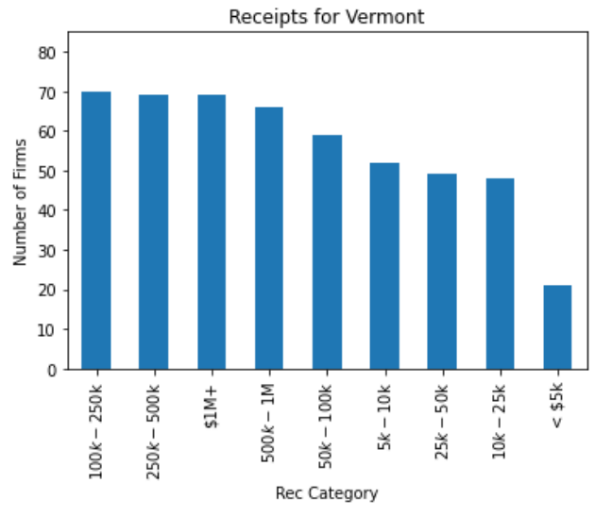 Receipts for Vermont
80
70
60
50
40
30
20
10
0
Number of Firms
100k − 250k
250k − 500k
$1M+
500k − 1M
50k − 100k
5k − 10k
25k − 50k
10k − 25k
< $5k
Rec Category